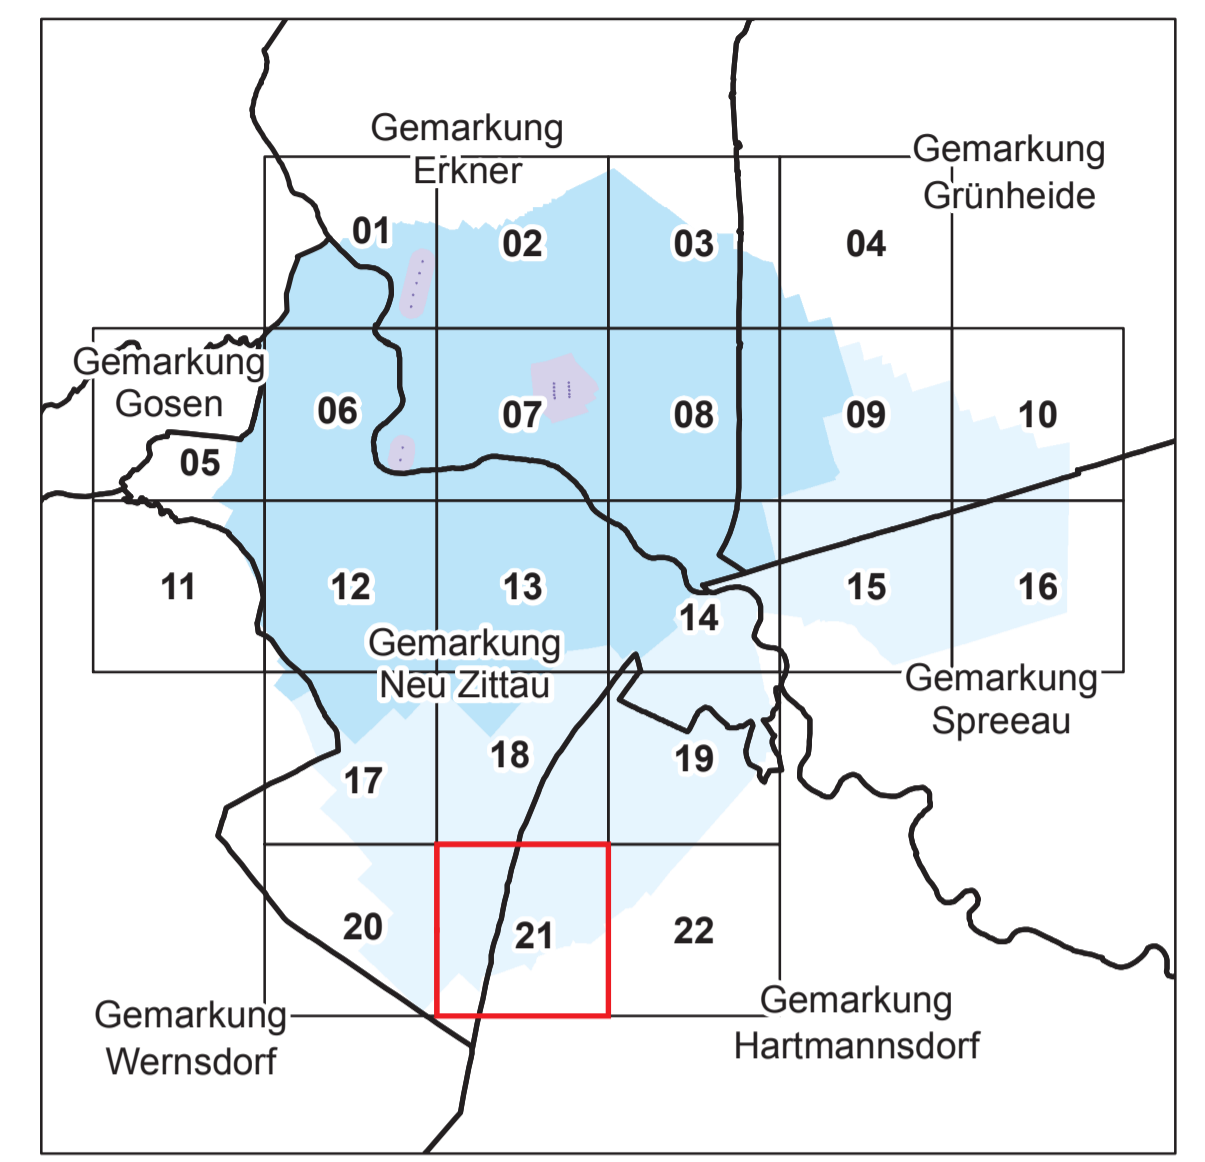 Gemarkung
Erkner
Gemarkung
Grünheide
01
02
03
04
Gemarkung
Gosen
05
06
07
08
09
10
11
12
13
14
15
16
Gemarkung
Neu Zittau
Gemarkung
Spreeau
17
18
19
20
21
22
Gemarkung
Wernsdorf
Gemarkung
Hartmannsdorf